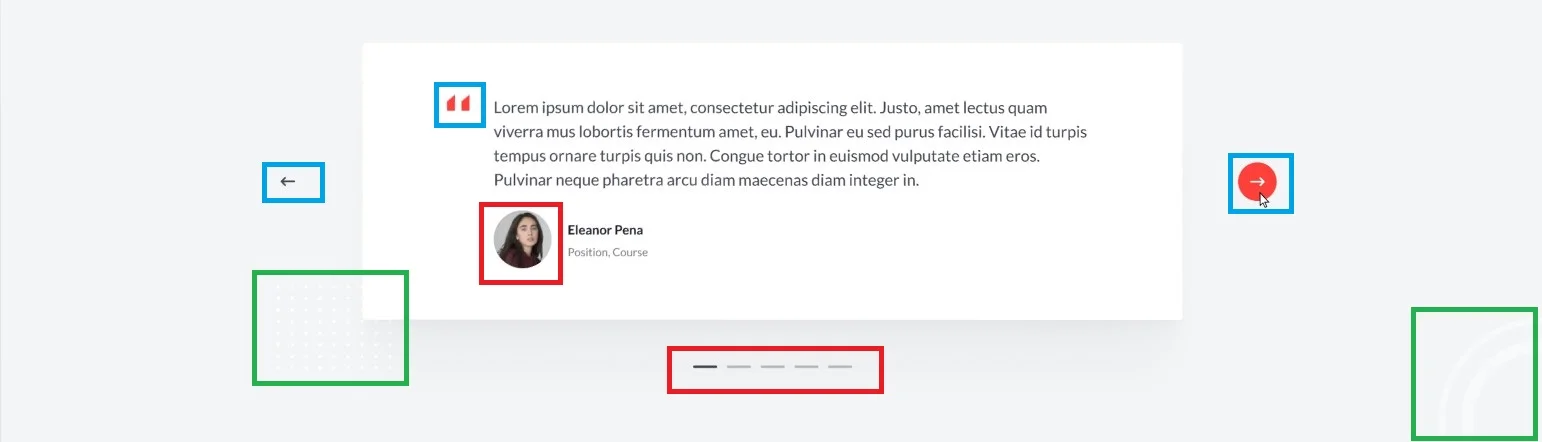 “
Lorem ipsum dolor sit amet, consectetur adipiscing elit. Justo, amet lectus quam
viverra mus lobortis fermentum amet, eu. Pulvinar eu sed purus facilisi. Vitae id turpis
tempus ornare turpis quis non. Congue tortor in euismod vulputate etiam eros.
Pulvinar neque pharetra arcu diam maecenas diam integer in.
Eleanor Pena
Position, Course